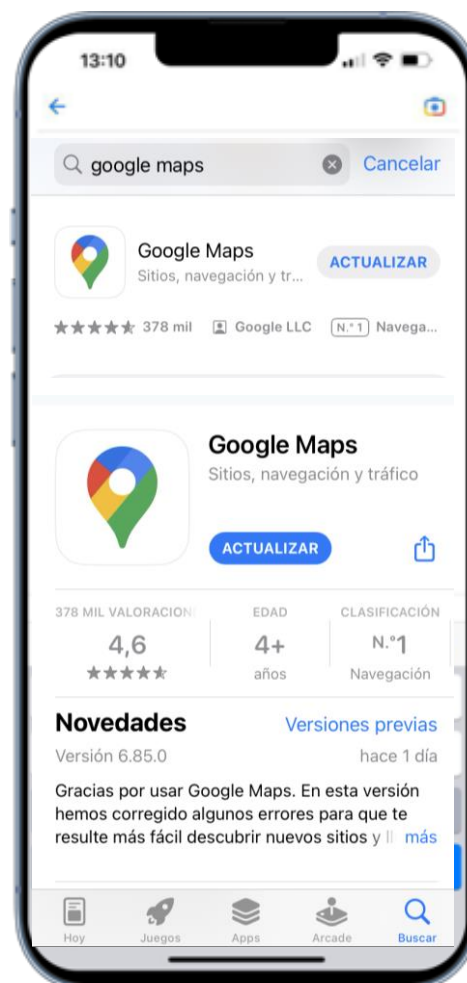 13:10
google maps
Cancelar
Google Maps
Sitios, navegación y tr...
ACTUALIZAR
378 mil
Google LLC
N.º 1
Navega...
Google Maps
Sitios, navegación y tráfico
ACTUALIZAR
378 MIL VALORACION
EDAD
CLASIFICACIÓN
4,6
4+
N.º1
años
Navegación
Novedades
Versiones previas
Versión 6.85.0
hace 1 día
Gracias por usar Google Maps. En esta versión
hemos corregido algunos errores para que te
resulte más fácil descubrir nuevos sitios y ll más
Hoy
Juegos
Apps
Arcade
Buscar